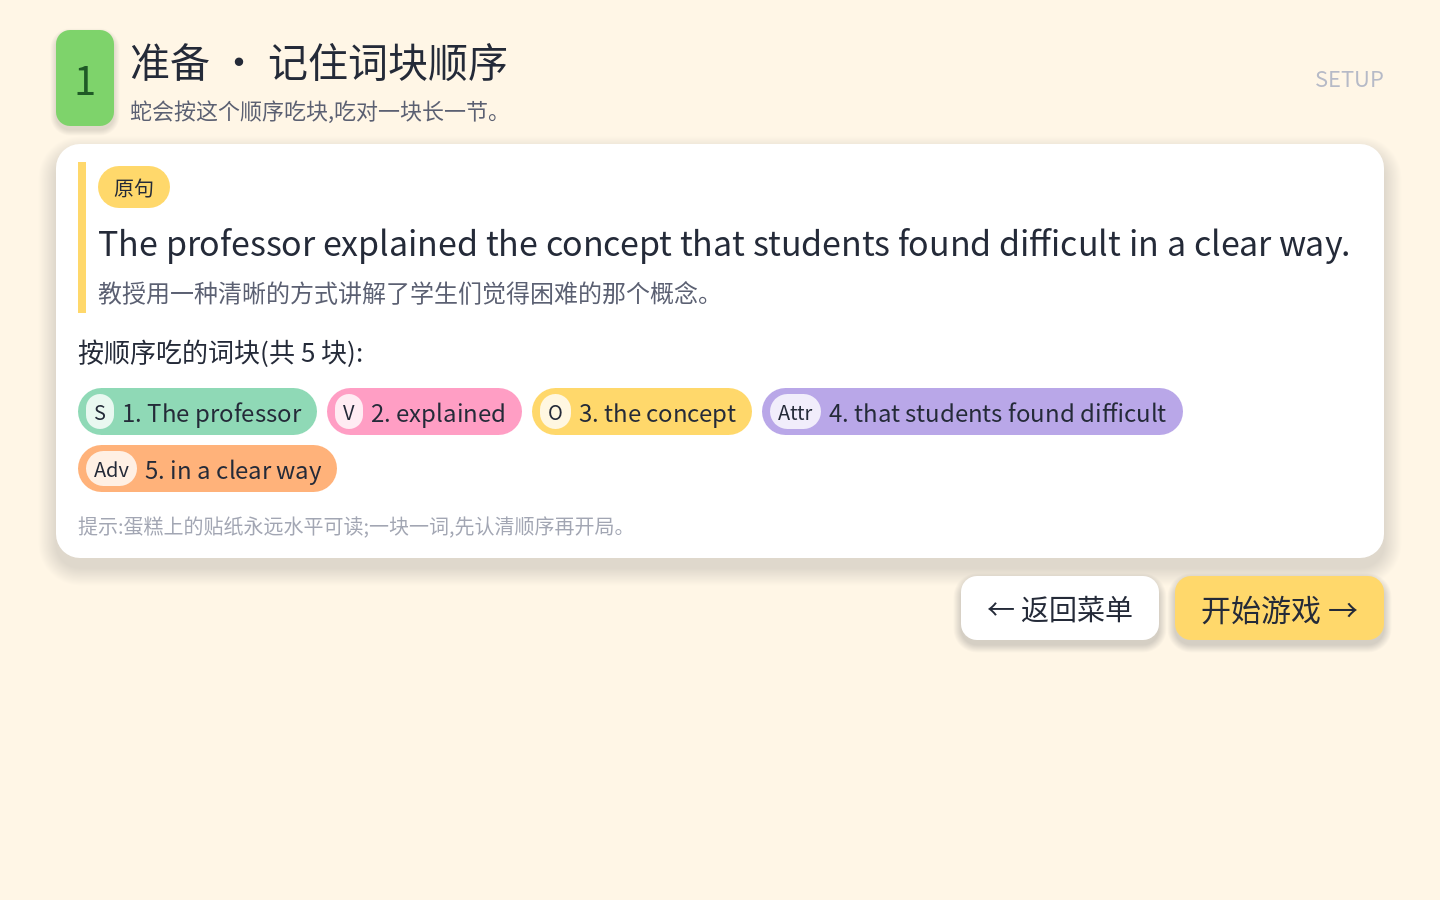 1
准备 · 记住词块顺序
蛇会按这个顺序吃块,吃对一块长一节。
SETUP
原句
The professor explained the concept that students found difficult in a clear way.
教授用一种清晰的方式讲解了学生们觉得困难的那个概念。
按顺序吃的词块(共 5 块):
S 1. The professor V 2. explained O 3. the concept Attr 4. that students found difficult
Adv 5. in a clear way
提示:蛋糕上的贴纸永远水平可读;一块一词,先认清顺序再开局。
← 返回菜单 开始游戏 →